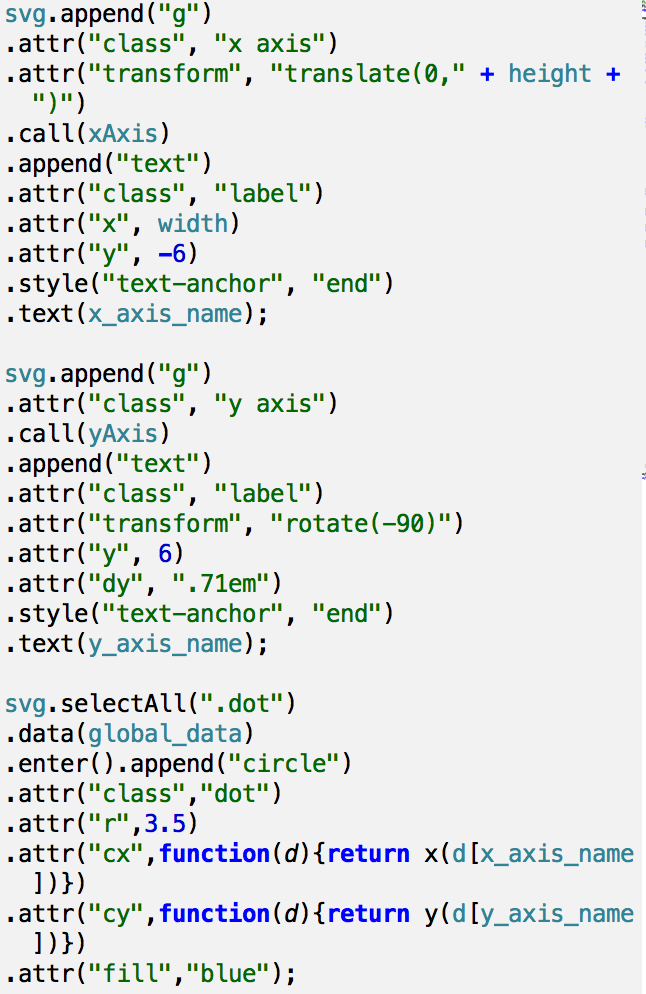 svg.append("g")
.attr("class", "x axis")
.attr("transform", "translate(0," + height +
")")
.call(xAxis)
.append("text")
.attr("class", "label")
.attr("x", width)
.attr("y", −6)
.style("text−anchor", "end")
.text(x_axis_name);

svg.append("g")
.attr("class", "y axis")
.call(yAxis)
.append("text")
.attr("class", "label")
.attr("transform", "rotate(−90)")
.attr("y", 6)
.attr("dy", ".71em")
.style("text−anchor", "end")
.text(y_axis_name);

svg.selectAll(".dot")
.data(global_data)
.enter().append("circle")
.attr("class","dot")
.attr("r",3.5)
.attr("cx",function(d){return x(d[x_axis_name
])})
.attr("cy",function(d){return y(d[y_axis_name
])})
.attr("fill","blue");